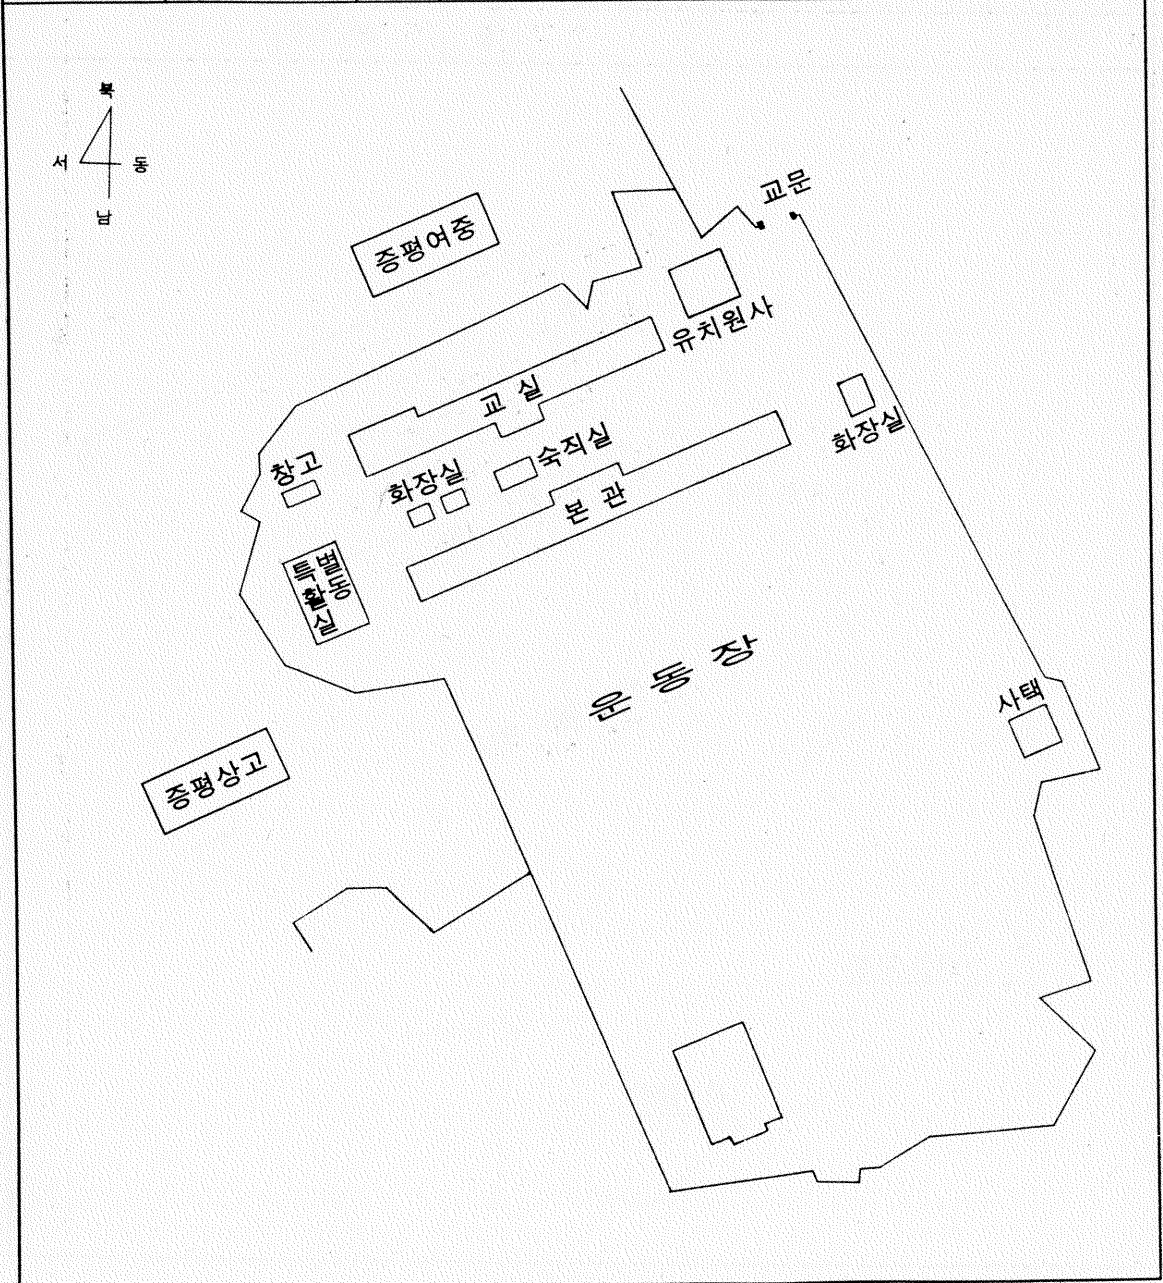 북
서 동
남
교문
증평여중
유치원사
교 실
화장실
숙직실
창고
화장실
본 관
특별
활동
실
운 동 장
사택
증평상고